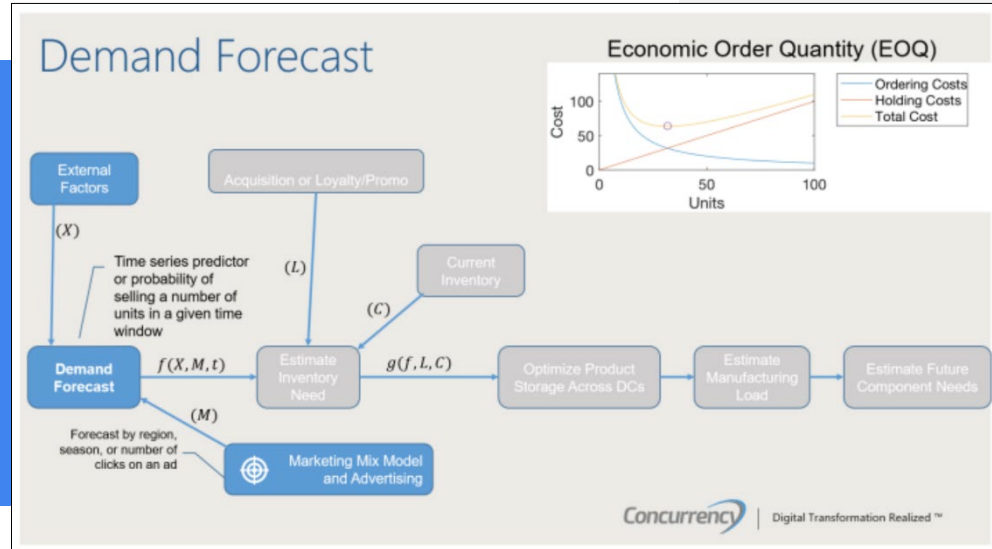 Demand Forecast
Economic Order Quantity (EOQ)
Cost
100
50
0
0
50
100
Units
Ordering Costs
Holding Costs
Total Cost
External
Factors
Acquisition or Loyalty/Promo
(X)
Time series predictor
or probability of
selling a number of
units in a given time
window
(L)
Current
Inventory
(C)
Demand
Forecast
f(X, M, t)
Estimate
Inventory
Need
g(f, L, C)
Optimize Product
Storage Across DCs
Estimate
Manufacturing
Load
Estimate Future
Component Needs
(M)
Forecast by region,
season, or number of
clicks on an ad
Marketing Mix Model
and Advertising
Concurrency
Digital Transformation Realized ™